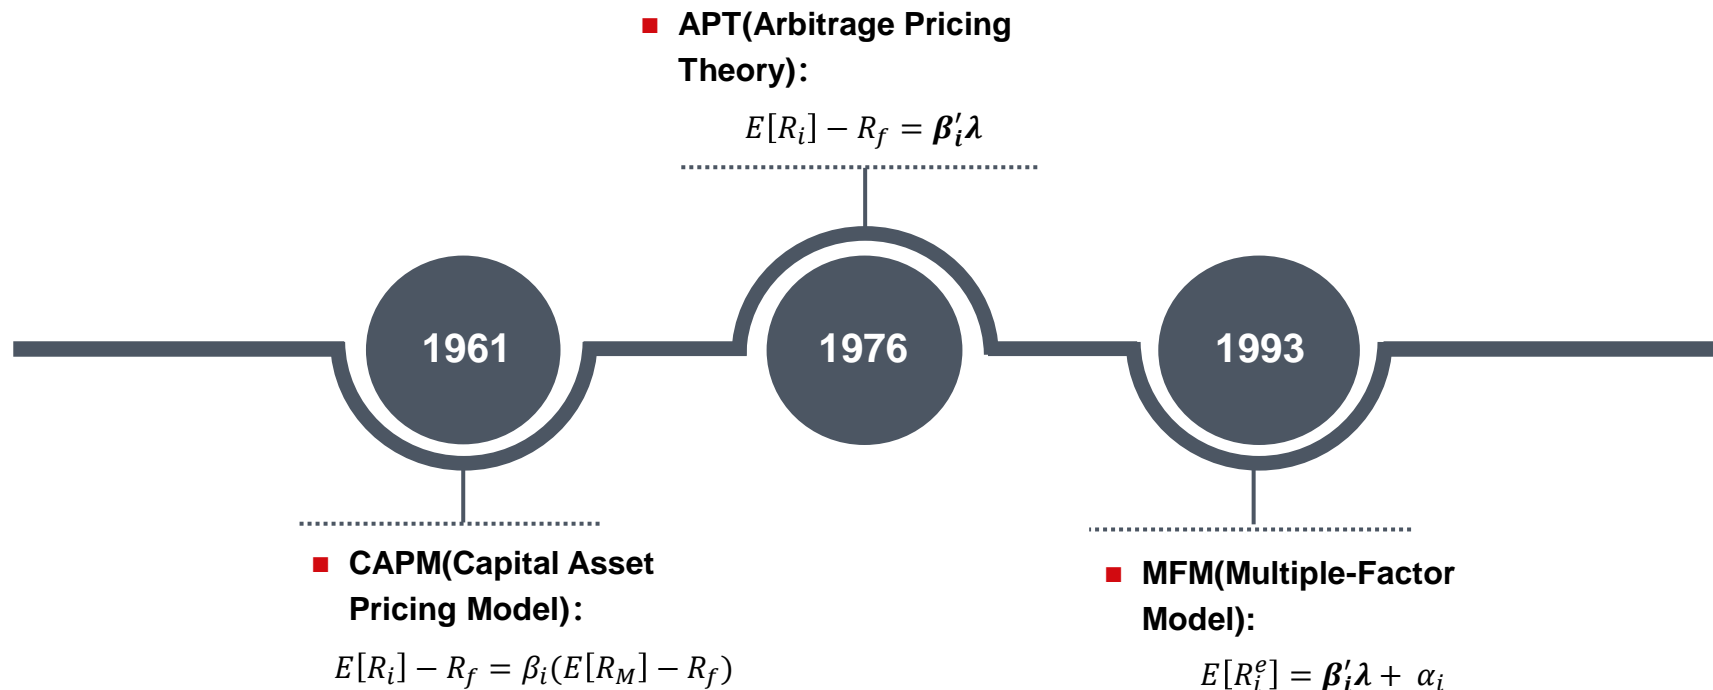 APT(Arbitrage Pricing
Theory):
E[R_i] − R_f = β′_i λ
1961
1976
1993
CAPM(Capital Asset
Pricing Model):
E[R_i] − R_f = β_i(E[R_M] − R_f)
MFM(Multiple-Factor
Model):
E[R^e_i] = β′_i λ + α_i